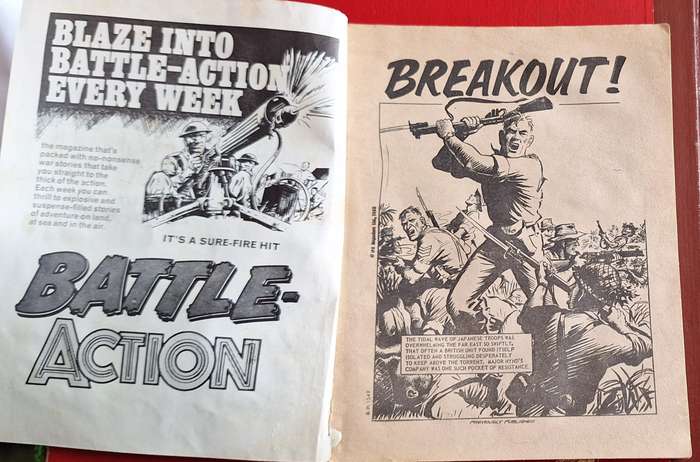 BLAZE INTO
BATTLE-ACTION
EVERY WEEK
the magazine that's
packed with no-nonsense
war stories that take
you straight to the
thick of the action.
Each week you can
thrill to explosive and
suspense-filled stories
of adventure on land,
at sea and in the air.
IT'S A SURE-FIRE HIT
BATTLE-
ACTION
BREAKOUT!
THE TIDAL WAVE OF JAPANESE TROOPS WAS
OVERWHELMING THE FAR EAST SO SWIFTLY,
THAT OFTEN A BRITISH UNIT FOUND ITSELF
ISOLATED AND STRUGGLING DESPERATELY
TO KEEP ABOVE THE TORRENT. MAJOR HYND'S
COMPANY WAS ONE SUCH POCKET OF RESISTANCE.
PREVIOUSLY PUBLISHED